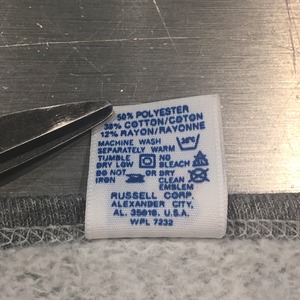 50% POLYESTER
38% COTTON/COTON
12% RAYON/RAYONNE
MACHINE WASH
SEPARATELY WARM
TUMBLE DRY LOW NO BLEACH
DO NOT IRON OR DRY CLEAN EMBLEM
RUSSELL CORP.
ALEXANDER CITY,
AL. 35010. U.S.A.
WPL 7232